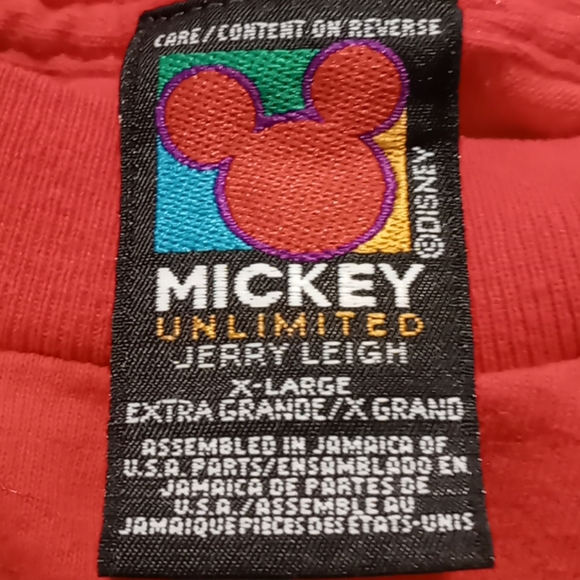 CARE/CONTENT ON REVERSE
©DISNEY
MICKEY
UNLIMITED
JERRY LEIGH
X-LARGE
EXTRA GRANDE/X GRAND
ASSEMBLED IN JAMAICA OF
U.S.A. PARTS/ENSAMBLADO EN
JAMAICA DE PARTES DE
U.S.A./ASSEMBLE AU
JAMAIQUE PIECES DES ETATS-UNIS